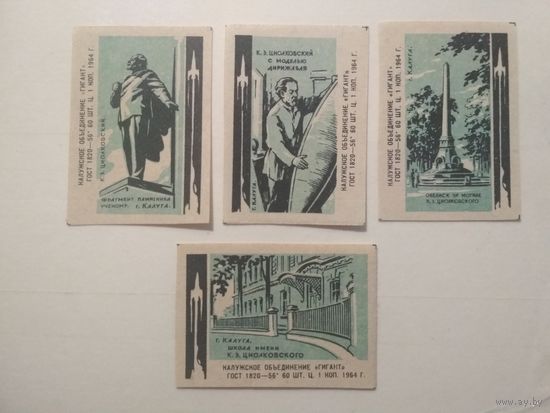 К. Э. ЦИОЛКОВСКИЙ
ФРАГМЕНТ ПАМЯТНИКА
УЧЕНОМУ. г. КАЛУГА.
КАЛУЖСКОЕ ОБЪЕДИНЕНИЕ «ГИГАНТ»
ГОСТ 1820—56* 60 ШТ. Ц. 1 КОП. 1964 Г.
К. Э. ЦИОЛКОВСКИЙ
С МОДЕЛЬЮ
ДИРИЖАБЛЯ
г. КАЛУГА.
КАЛУЖСКОЕ ОБЪЕДИНЕНИЕ «ГИГАНТ»
ГОСТ 1820—56* 60 ШТ. Ц. 1 КОП. 1964 Г.
г. КАЛУГА.
ОБЕЛИСК НА МОГИЛЕ
К. Э. ЦИОЛКОВСКОГО
КАЛУЖСКОЕ ОБЪЕДИНЕНИЕ «ГИГАНТ»
ГОСТ 1820—56* 60 ШТ. Ц. 1 КОП. 1964 Г.
г. КАЛУГА.
ШКОЛА ИМЕНИ
К. Э. ЦИОЛКОВСКОГО
КАЛУЖСКОЕ ОБЪЕДИНЕНИЕ «ГИГАНТ»
ГОСТ 1820—56* 60 ШТ. Ц. 1 КОП. 1964 Г.
www.ay.by